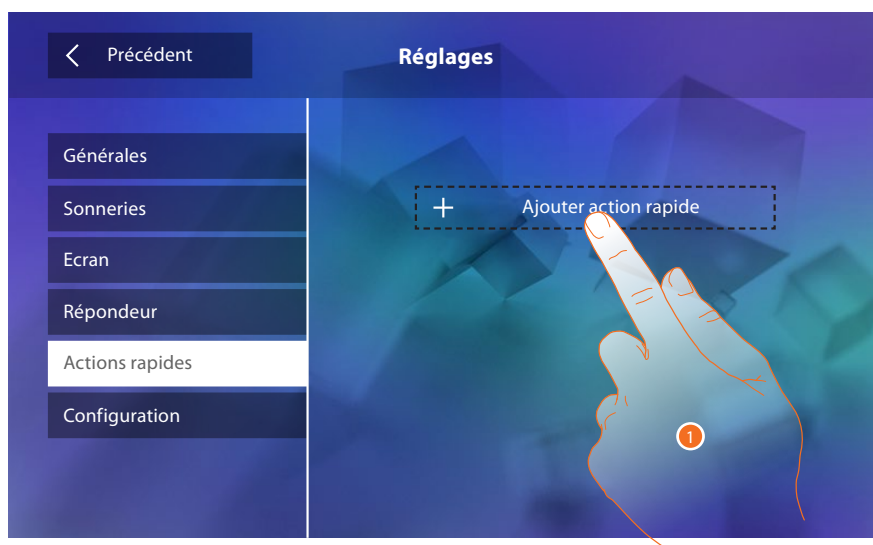 Précédent
Réglages
Générales
Sonneries
Ecran
Répondeur
Actions rapides
Configuration
+ Ajouter action rapide
1